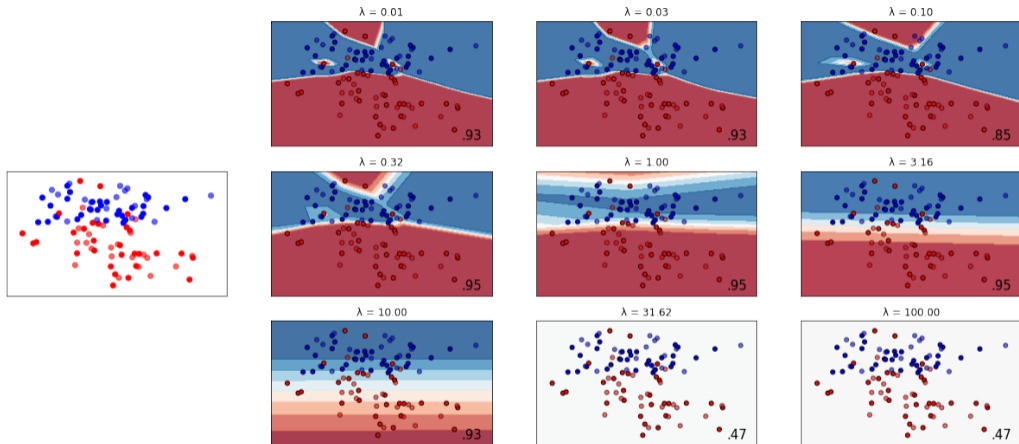 λ = 0.01
λ = 0.03
λ = 0.10
.93
.93
.85
λ = 0.32
λ = 1.00
λ = 3.16
.95
.95
.95
λ = 10.00
λ = 31.62
λ = 100.00
.93
.47
.47